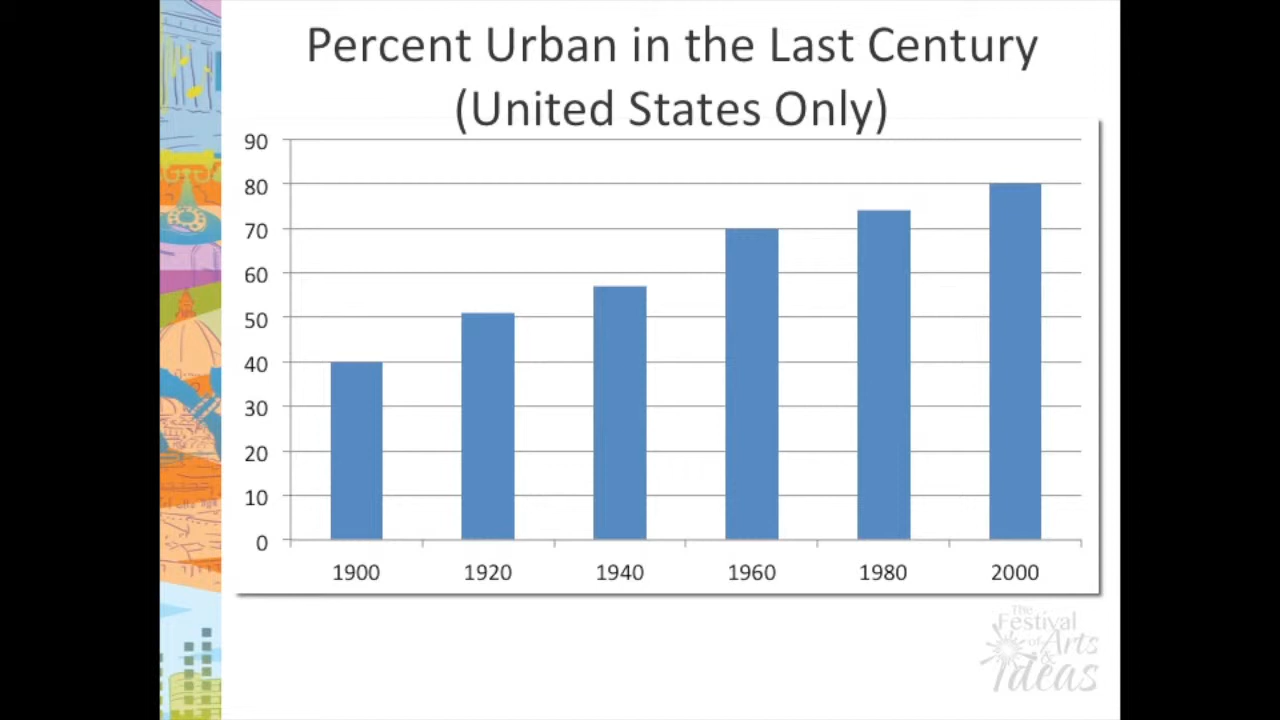 Percent Urban in the Last Century
(United States Only)
90
80
70
60
50
40
30
20
10
0
1900 1920 1940 1960 1980 2000
The
Festival
of Arts
&
Ideas